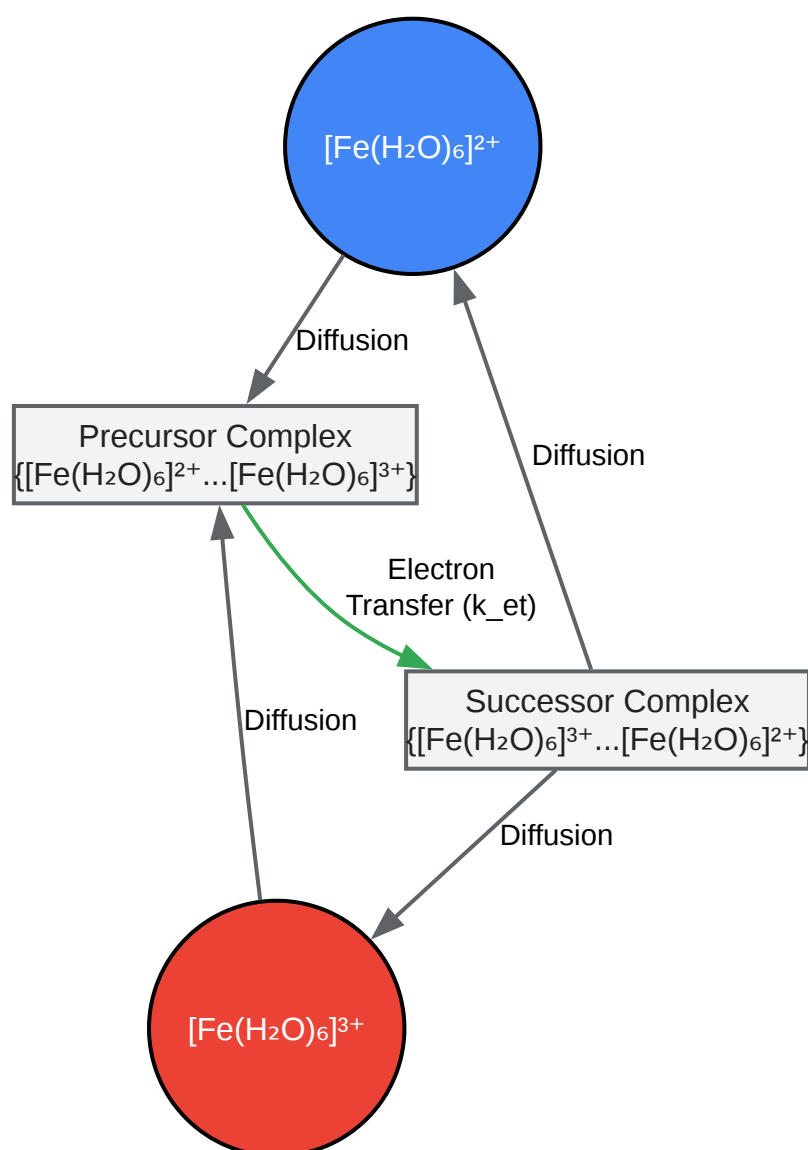 [Fe(H₂O)₆]²⁺
Diffusion
Precursor Complex
{[Fe(H₂O)₆]²⁺...[Fe(H₂O)₆]³⁺}
Diffusion
Electron
Transfer (k_et)
Successor Complex
{[Fe(H₂O)₆]³⁺...[Fe(H₂O)₆]²⁺}
Diffusion
Diffusion
[Fe(H₂O)₆]³⁺